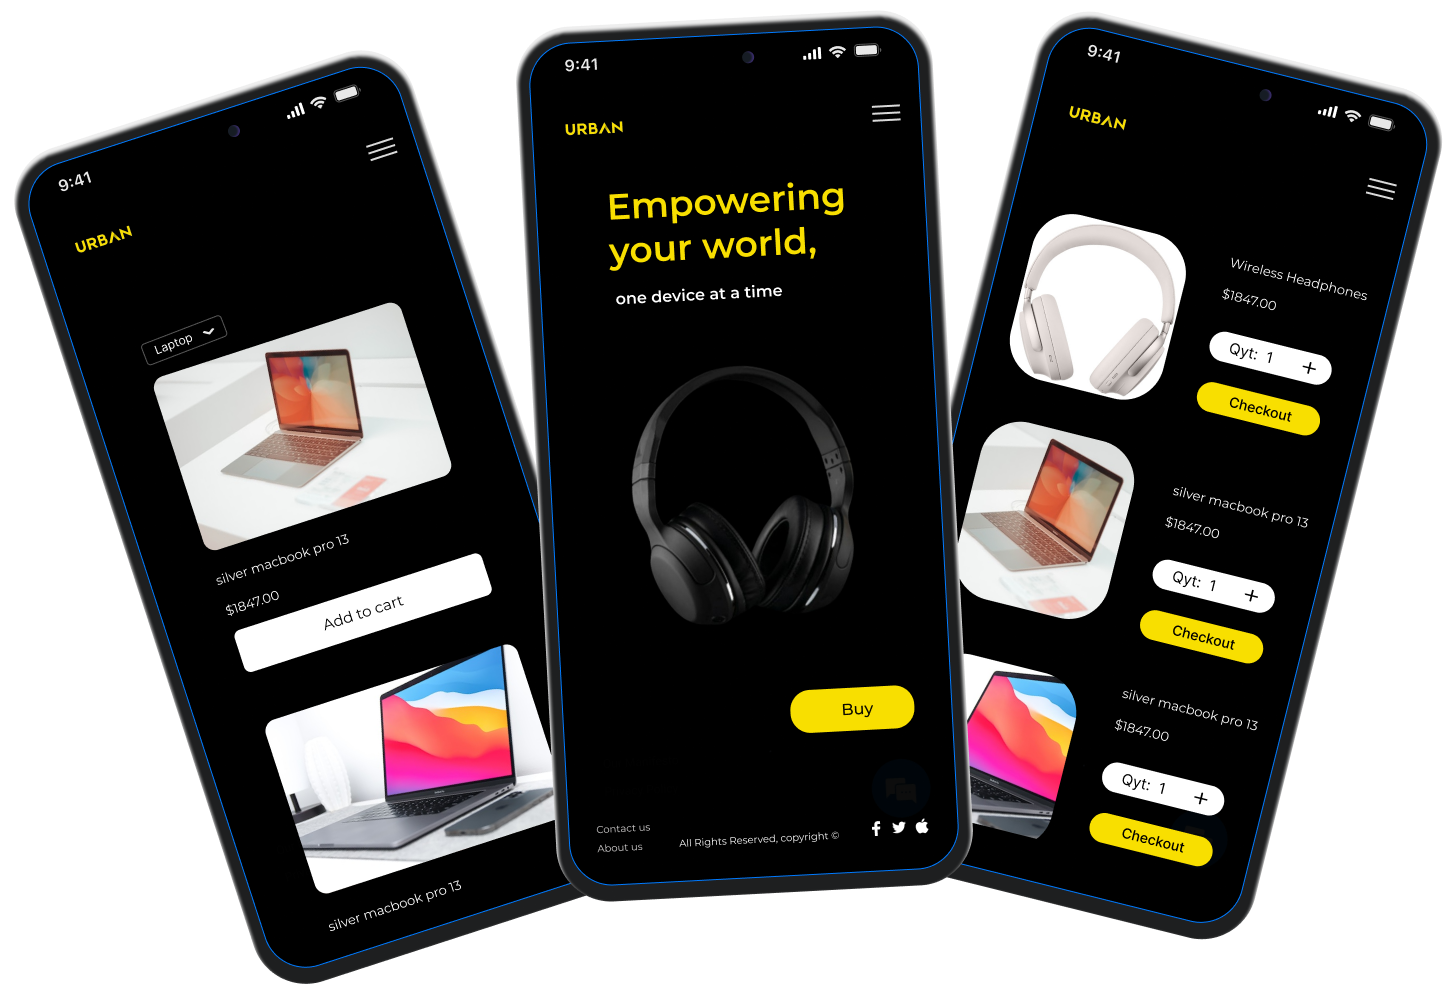 9:41
URBAN
Laptop
silver macbook pro 13
$1847.00
Add to cart
silver macbook pro 13
9:41
URBAN
Empowering
your world,
one device at a time
Buy
Contact us
About us
All Rights Reserved, copyright ©
9:41
URBAN
Wireless Headphones
$1847.00
Qyt: 1 +
Checkout
silver macbook pro 13
$1847.00
Qyt: 1 +
Checkout
silver macbook pro 13
$1847.00
Qyt: 1 +
Checkout